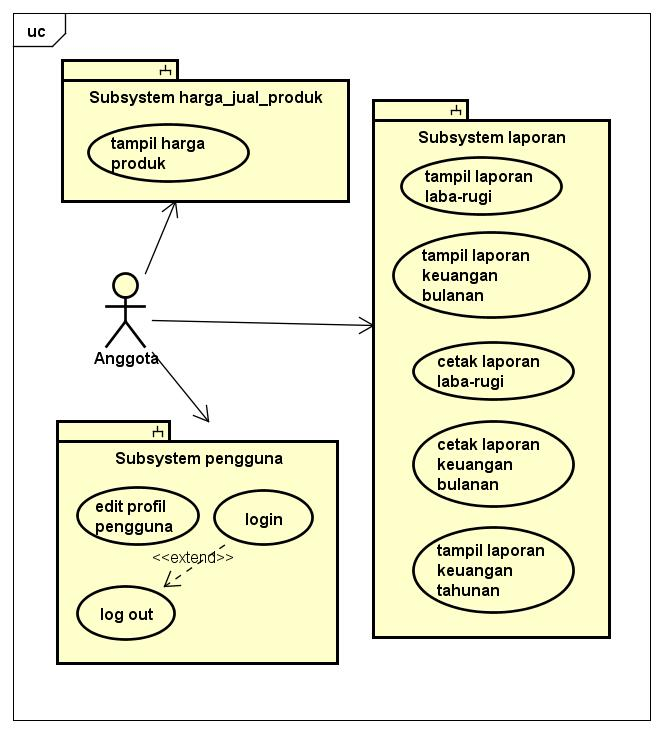 uc
Subsystem harga_jual_produk
tampil harga
produk
Subsystem laporan
tampil laporan
laba-rugi
tampil laporan
keuangan
bulanan
cetak laporan
laba-rugi
cetak laporan
keuangan
bulanan
tampil laporan
keuangan
tahunan
Anggota
Subsystem pengguna
edit profil
pengguna
login
<<extend>>
log out